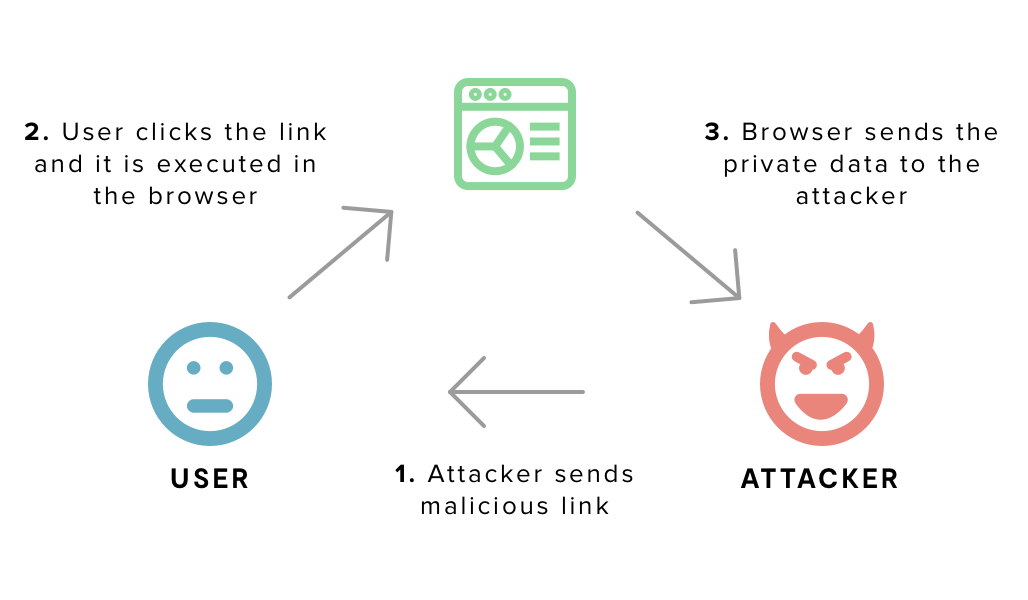 2. User clicks the link
and it is executed in
the browser
3. Browser sends the
private data to the
attacker
USER
1. Attacker sends
malicious link
ATTACKER